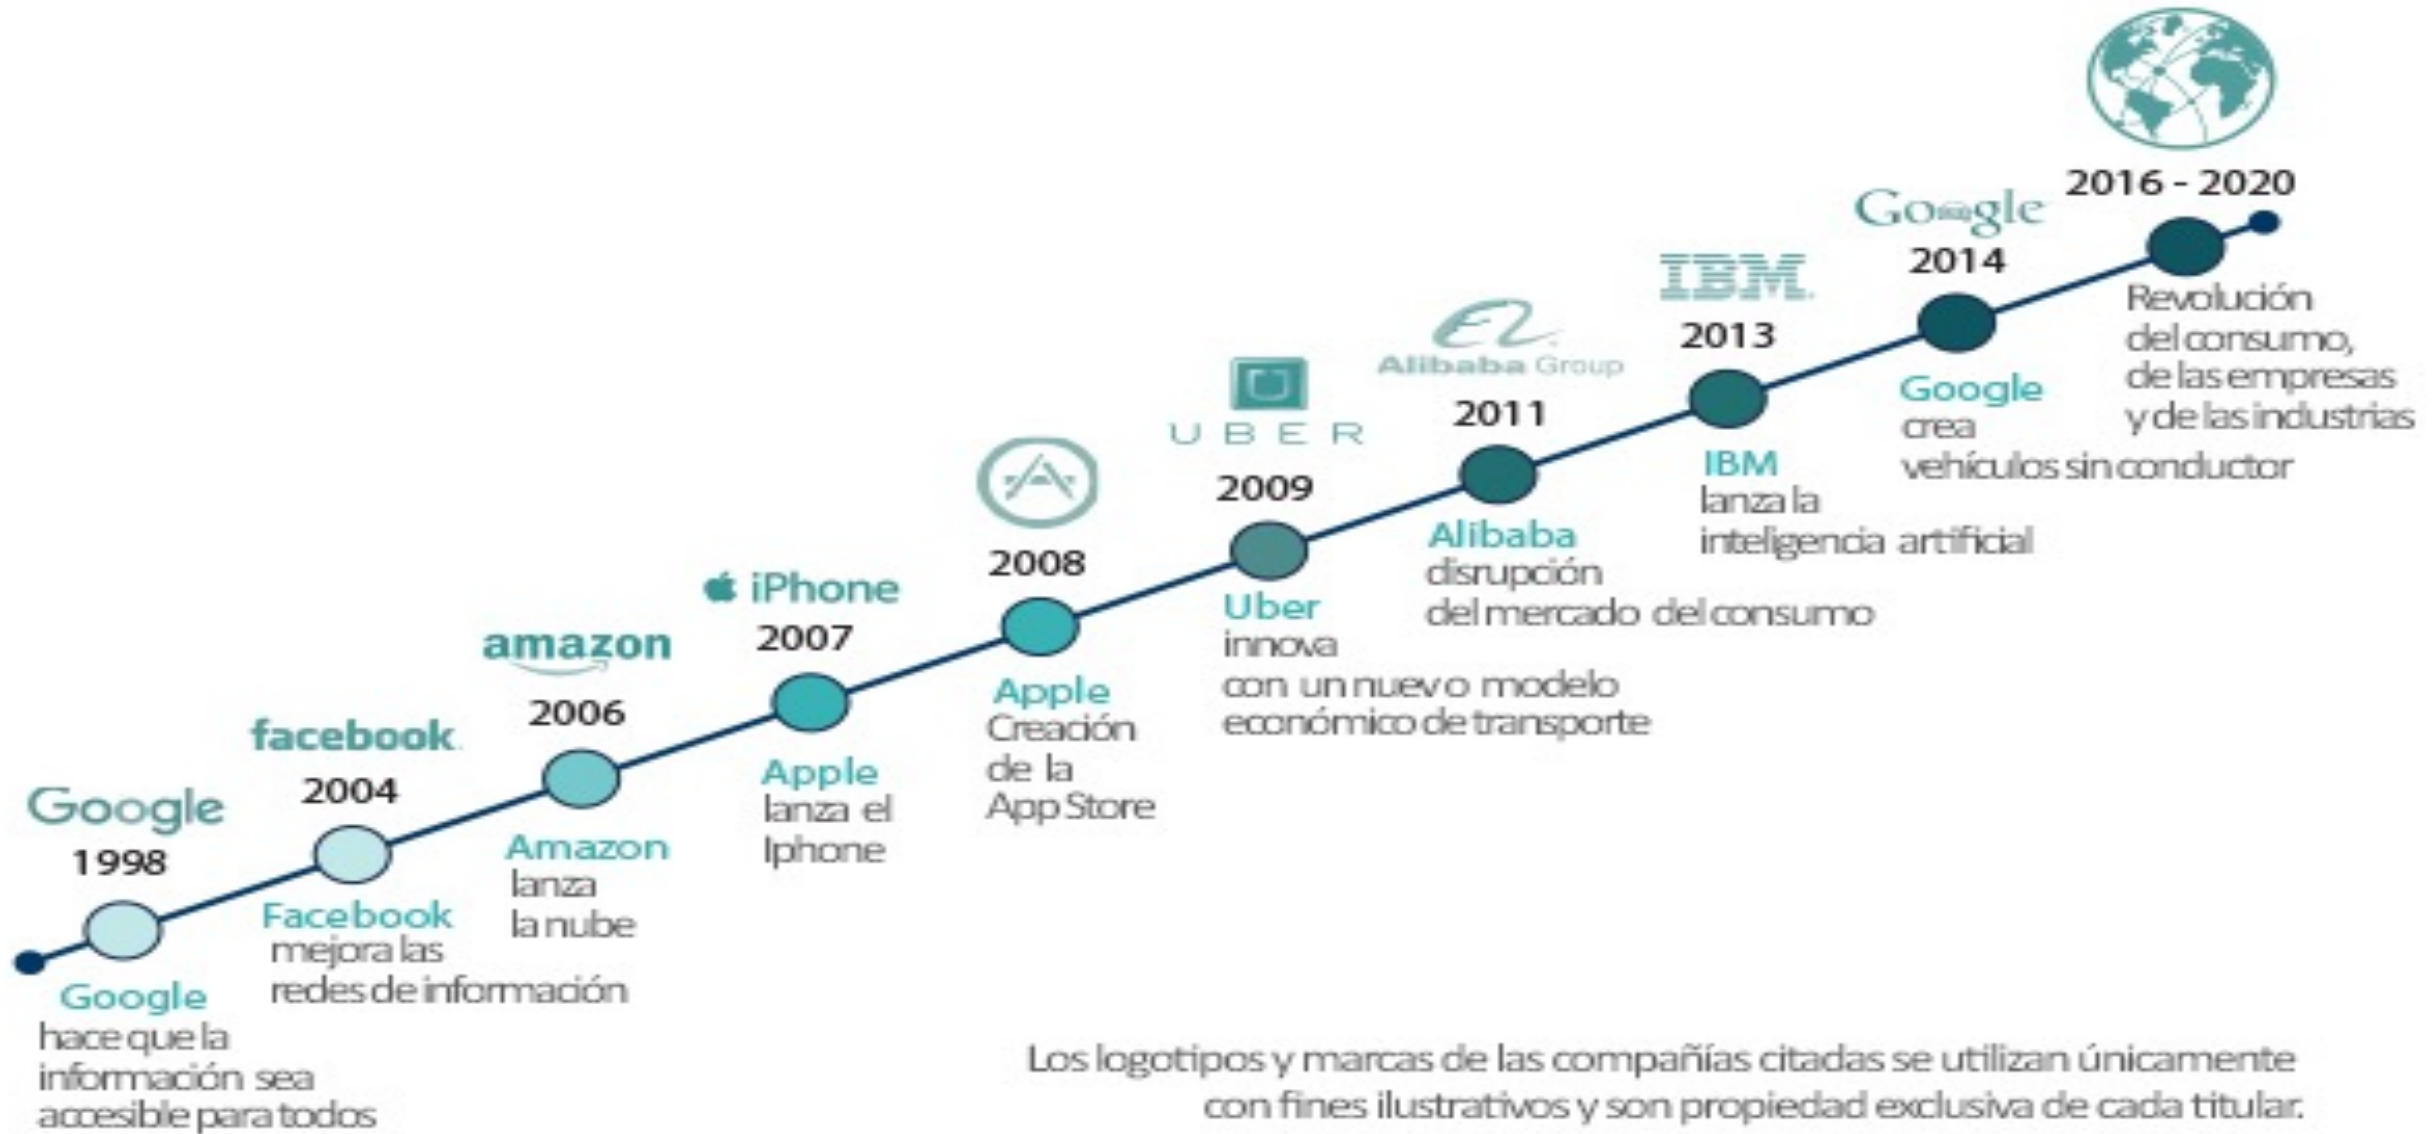 Google
1998
Google
hace que la
información sea
accesible para todos
facebook
2004
Facebook
mejora las
redes de información
amazon
2006
Amazon
lanza
la nube
iPhone
2007
Apple
lanza el
Iphone
2008
Apple
Creación
de la
App Store
UBER
2009
Uber
innova
con un nuevo modelo
económico de transporte
Alibaba Group
2011
Alibaba
disrupción
del mercado del consumo
IBM
2013
IBM
lanza la
inteligencia artificial
Google
2014
Google
crea
vehículos sin conductor
2016 - 2020
Revolución
del consumo,
de las empresas
y de las industrias
Los logotipos y marcas de las compañías citadas se utilizan únicamente
con fines ilustrativos y son propiedad exclusiva de cada titular.